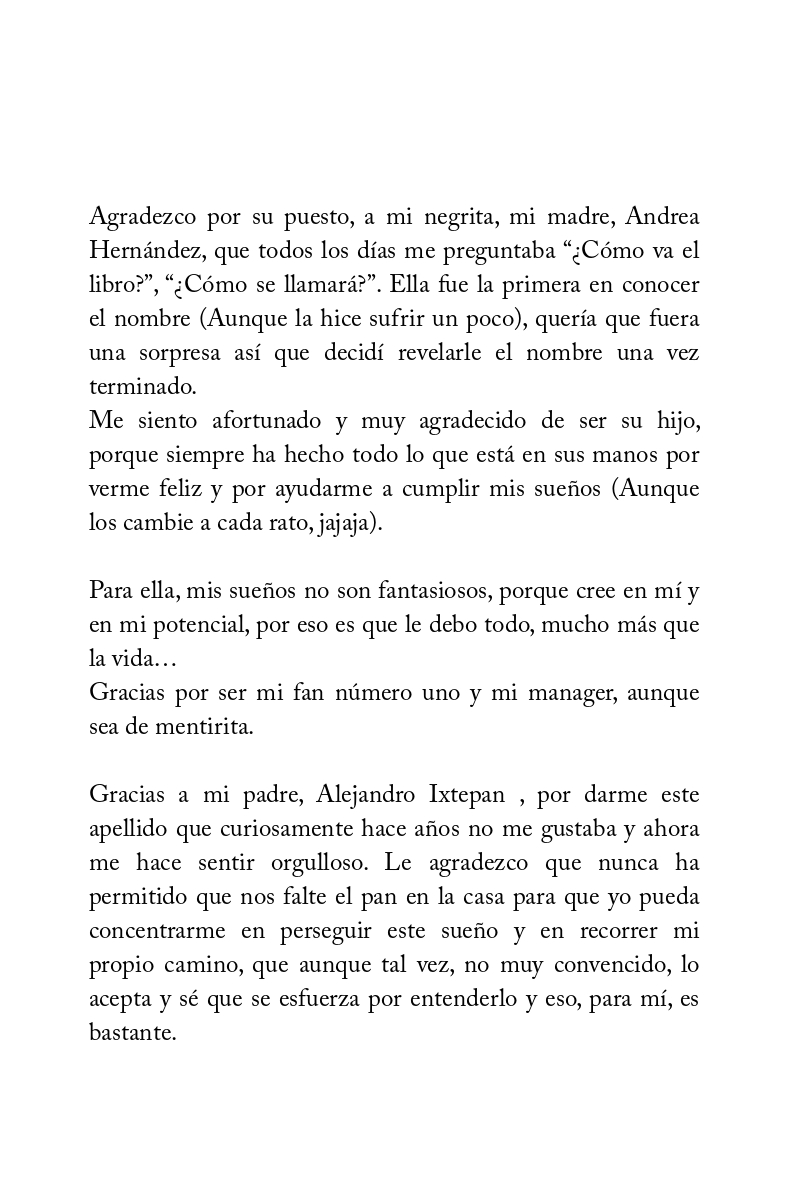 Agradezco por su puesto, a mi negrita, mi madre, Andrea
Hernández, que todos los días me preguntaba “¿Cómo va el
libro?”, “¿Cómo se llamará?”. Ella fue la primera en conocer
el nombre (Aunque la hice sufrir un poco), quería que fuera
una sorpresa así que decidí revelarle el nombre una vez
terminado.
Me siento afortunado y muy agradecido de ser su hijo,
porque siempre ha hecho todo lo que está en sus manos por
verme feliz y por ayudarme a cumplir mis sueños (Aunque
los cambie a cada rato, jajaja).
Para ella, mis sueños no son fantasiosos, porque cree en mí y
en mi potencial, por eso es que le debo todo, mucho más que
la vida…
Gracias por ser mi fan número uno y mi manager, aunque
sea de mentirita.
Gracias a mi padre, Alejandro Ixtepan , por darme este
apellido que curiosamente hace años no me gustaba y ahora
me hace sentir orgulloso. Le agradezco que nunca ha
permitido que nos falte el pan en la casa para que yo pueda
concentrarme en perseguir este sueño y en recorrer mi
propio camino, que aunque tal vez, no muy convencido, lo
acepta y sé que se esfuerza por entenderlo y eso, para mí, es
bastante.